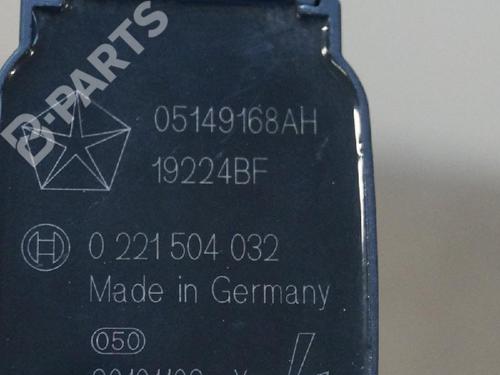 B-PARTS
05149168AH
19224BF
0 221 504 032
Made in Germany
050